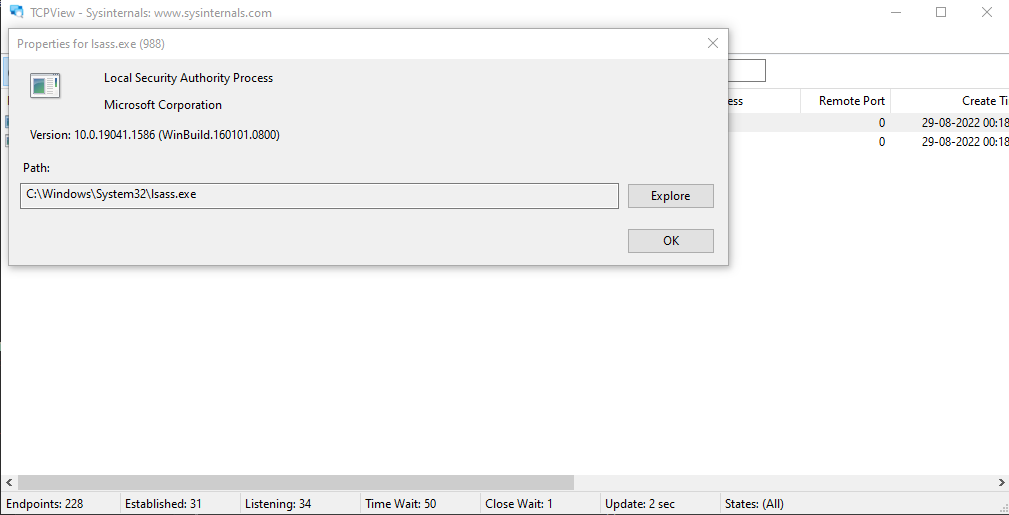 TCPView - Sysinternals: www.sysinternals.com
Properties for lsass.exe (988)
Local Security Authority Process
Microsoft Corporation
Version: 10.0.19041.1586 (WinBuild.160101.0800)
Path:
C:\Windows\System32\lsass.exe
Explore
OK
ess Remote Port Create Ti
0 29-08-2022 00:18
0 29-08-2022 00:18
Endpoints: 228 Established: 31 Listening: 34 Time Wait: 50 Close Wait: 1 Update: 2 sec States: (All)